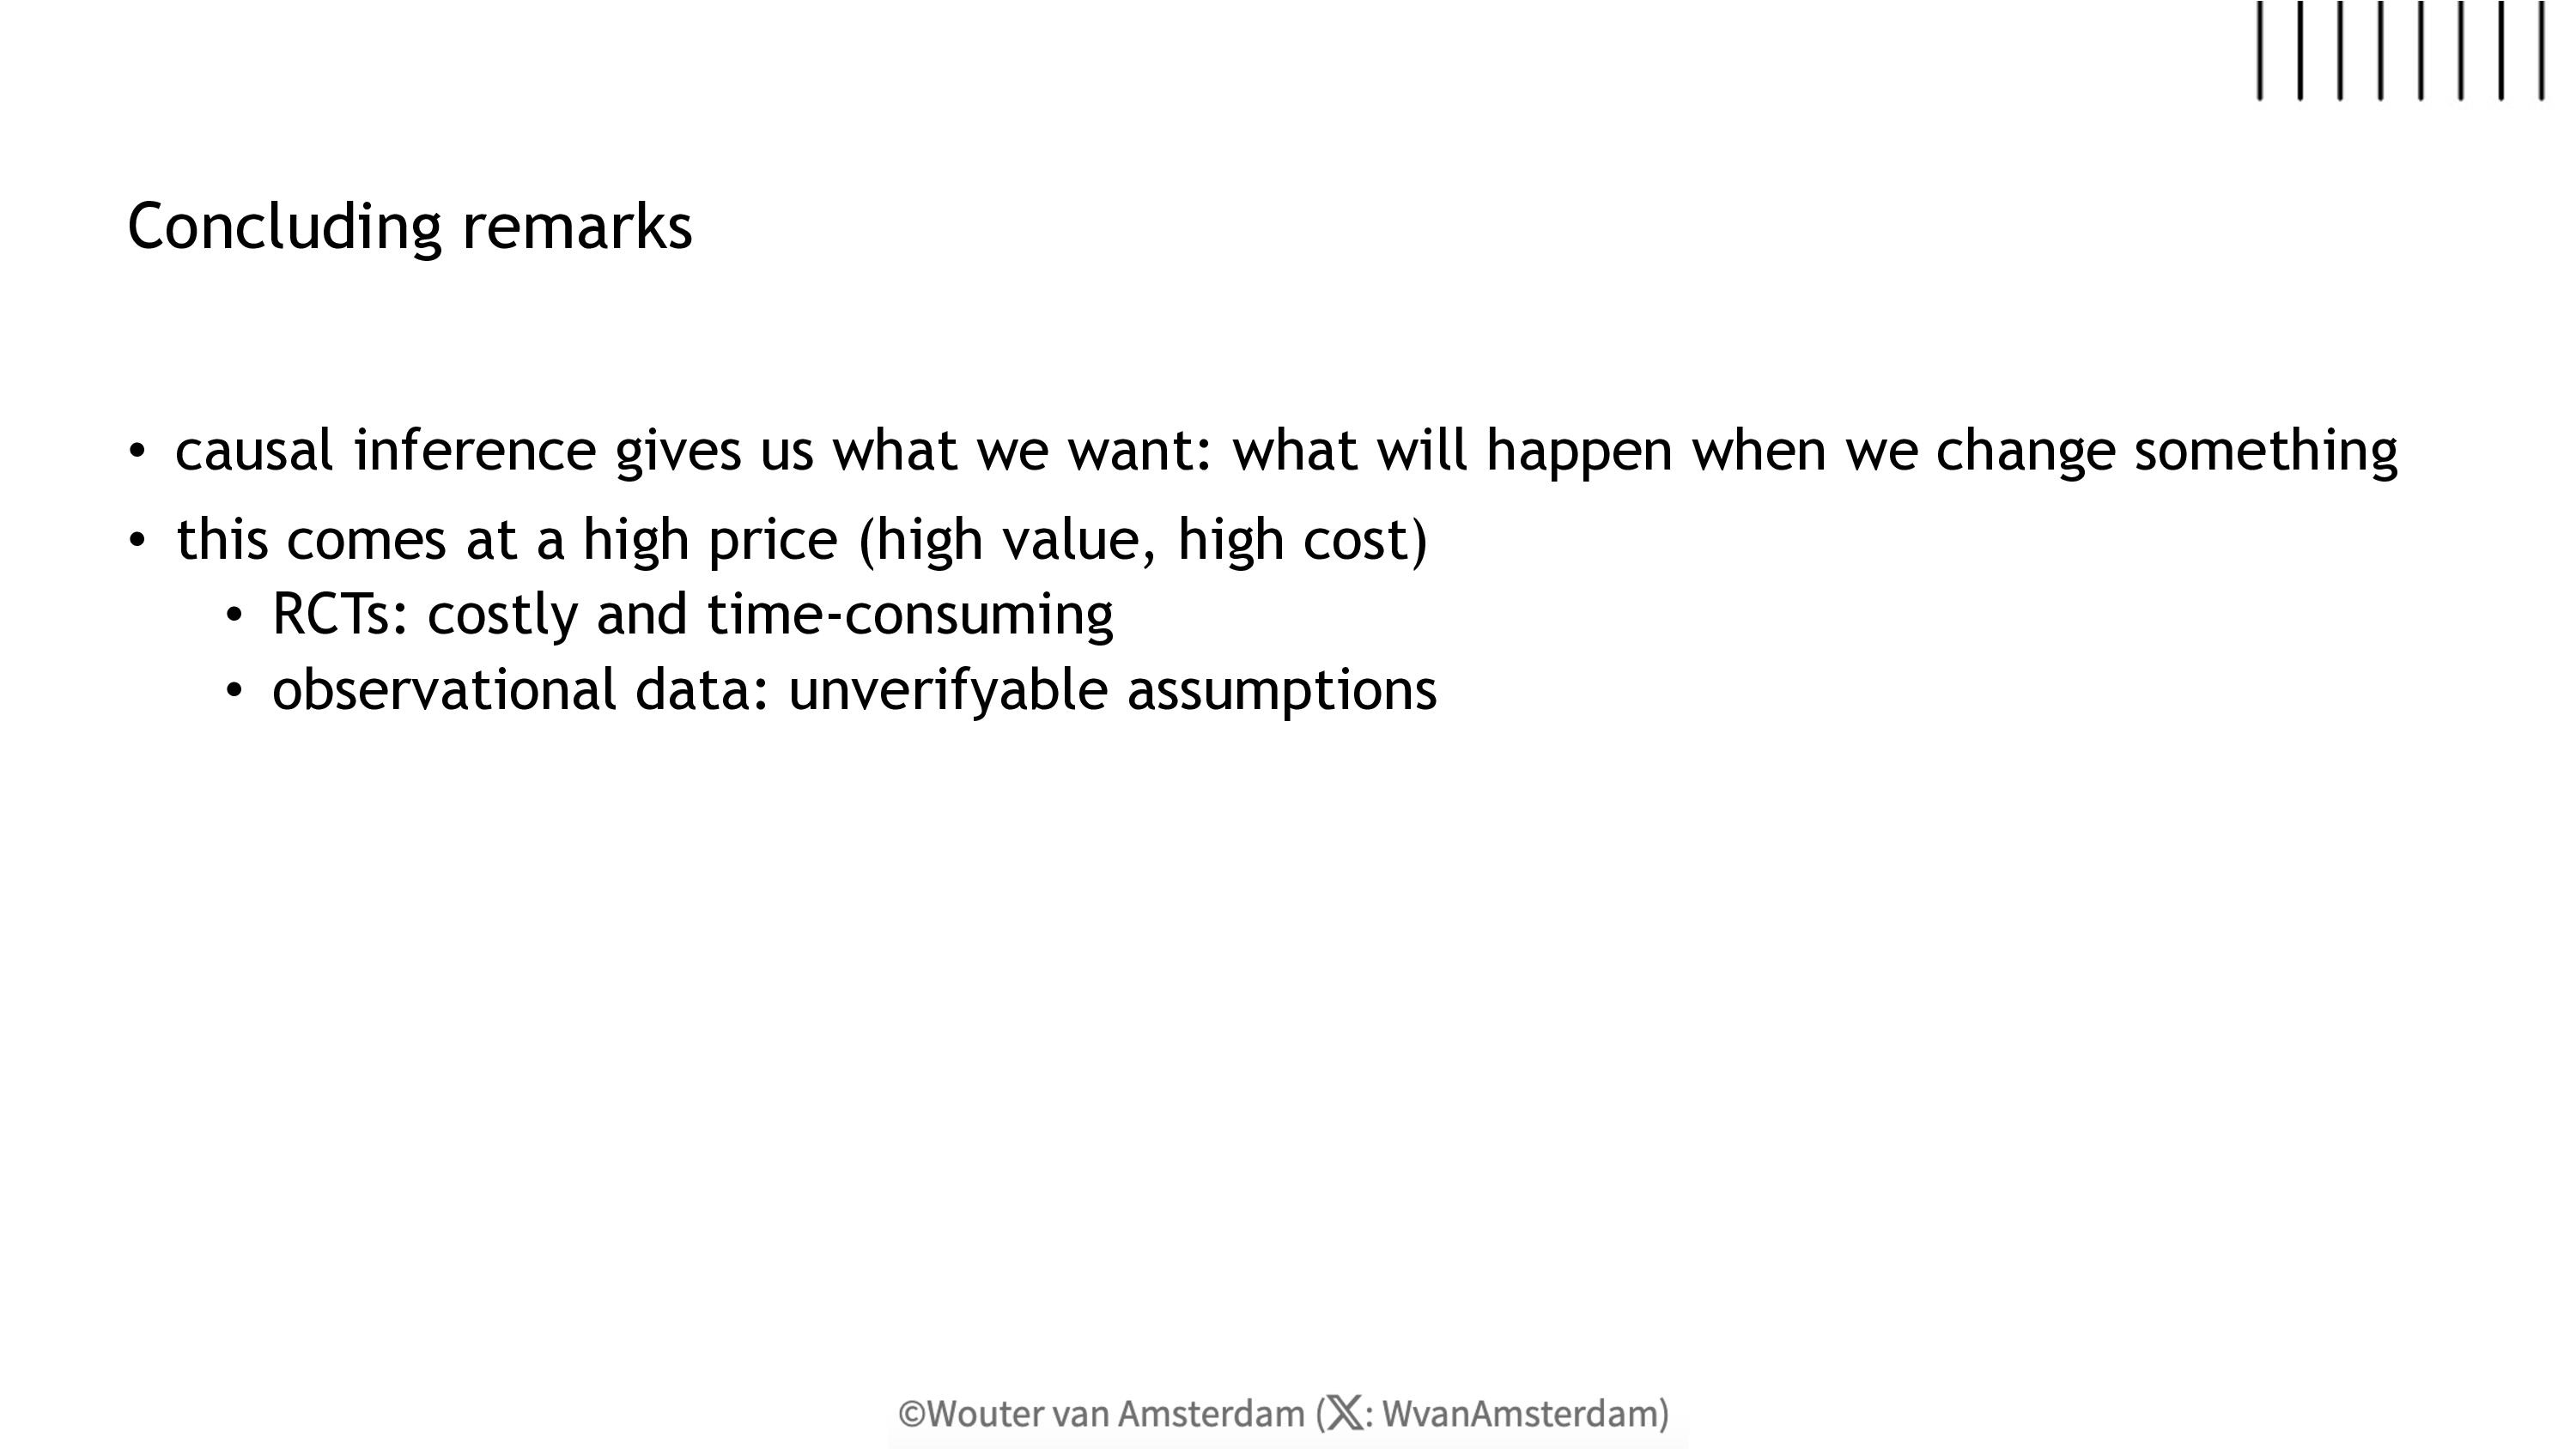 Concluding remarks
• causal inference gives us what we want: what will happen when we change something
• this comes at a high price (high value, high cost)
• RCTs: costly and time-consuming
• observational data: unverifyable assumptions
©Wouter van Amsterdam (𝕏: WvanAmsterdam)